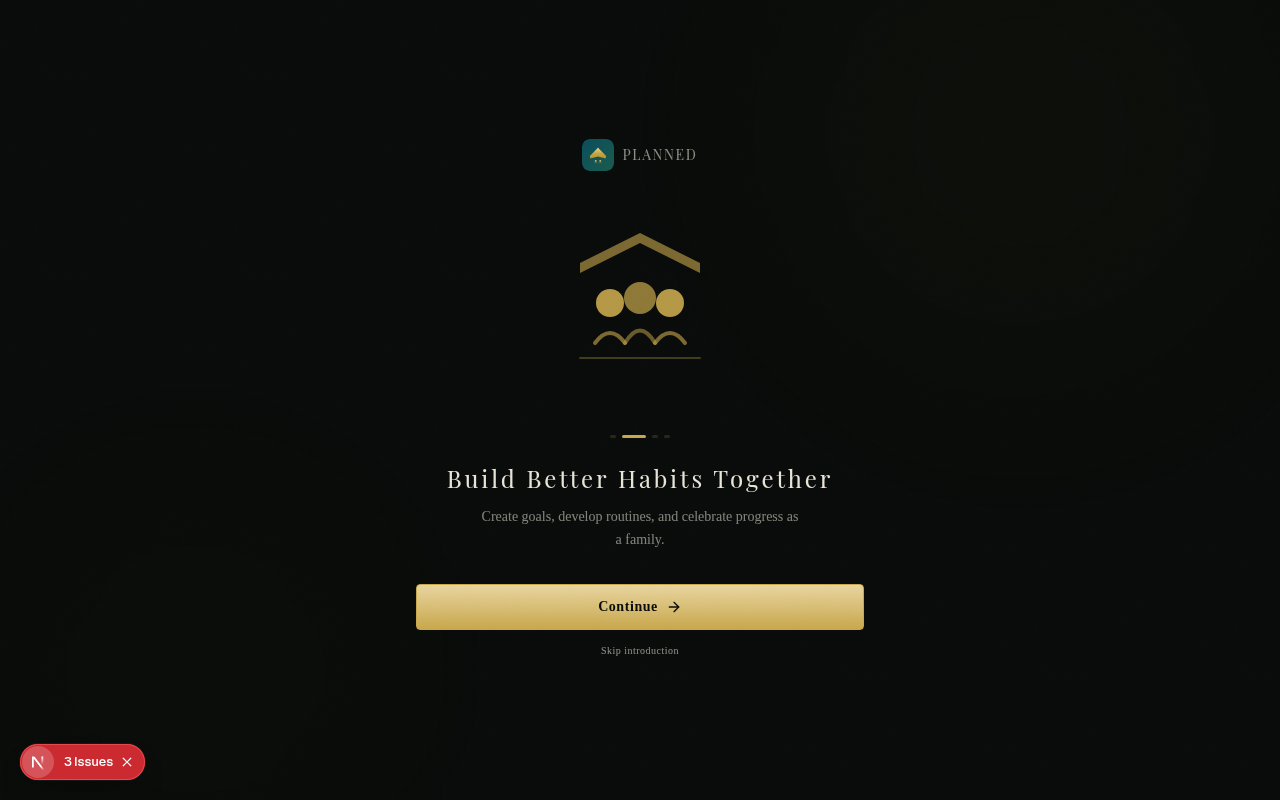 PLANNED
Build Better Habits Together
Create goals, develop routines, and celebrate progress as
a family.
Continue
Skip introduction
3 Issues